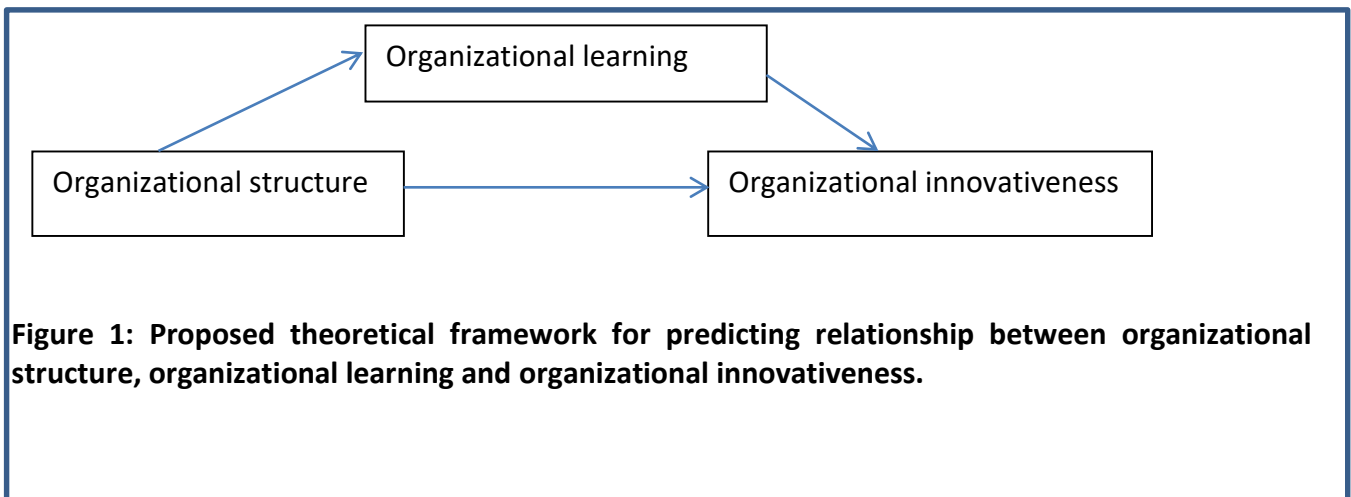 Organizational learning
Organizational structure
Organizational innovativeness
Figure 1: Proposed theoretical framework for predicting relationship between organizational
structure, organizational learning and organizational innovativeness.